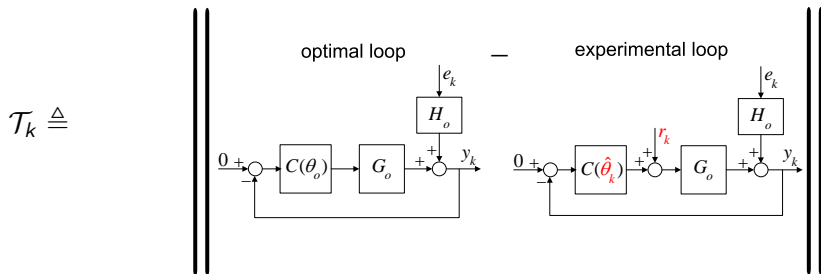 optimal loop − experimental loop
e_k e_k
H_o H_o
𝒯_k ≜
r_k
0 + − C(θ_o) G_o + + y_k
0 + − C(θ̂_k) + + G_o + + y_k